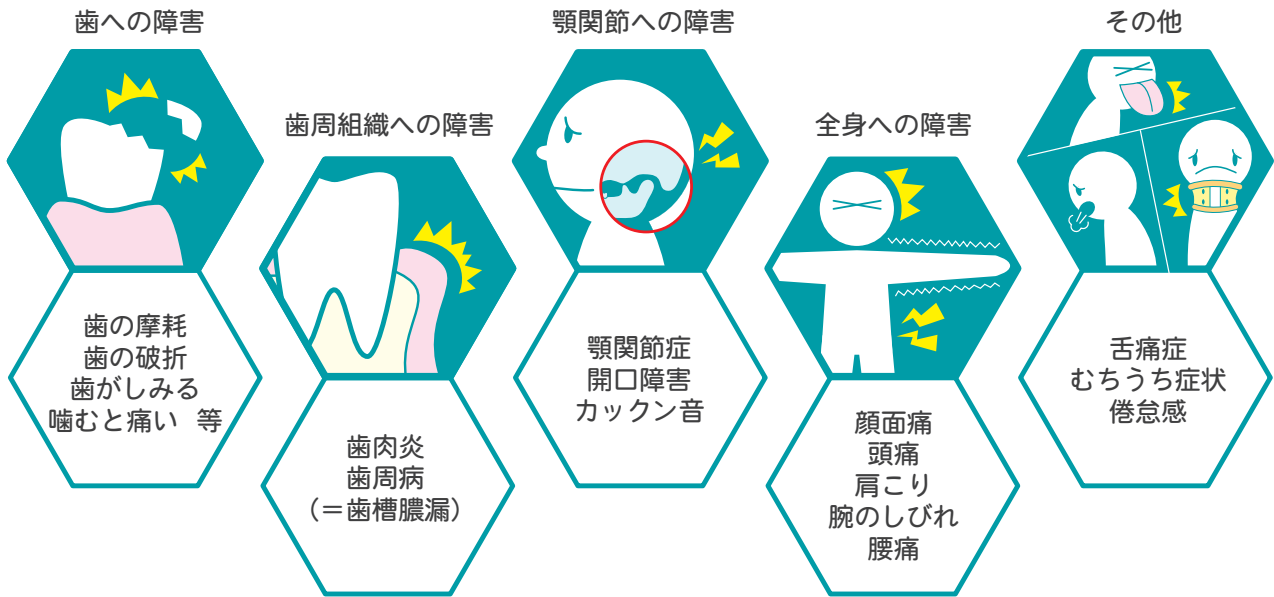 歯への障害
歯の摩耗
歯の破折
歯がしみる
噛むと痛い 等
歯周組織への障害
歯肉炎
歯周病
(=歯槽膿漏)
顎関節への障害
顎関節症
開口障害
カックン音
全身への障害
顔面痛
頭痛
肩こり
腕のしびれ
腰痛
その他
舌痛症
むちうち症状
倦怠感